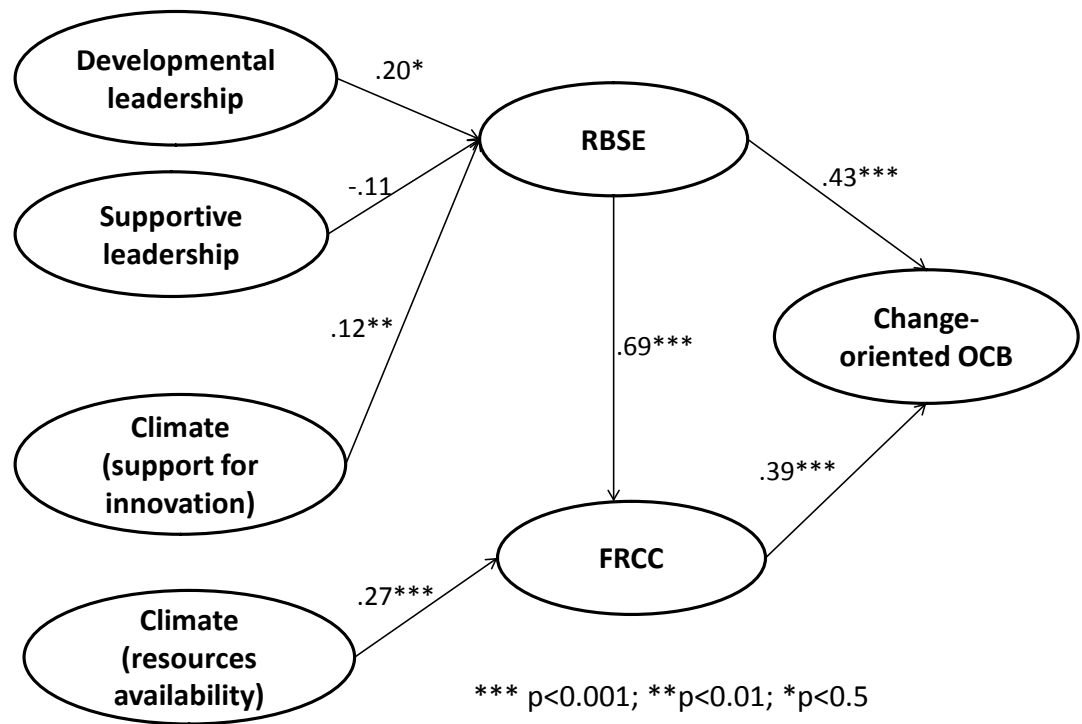 Developmental
leadership
.20*
RBSE
-.11
.43***
Supportive
leadership
.12**
.69***
Change-
oriented OCB
Climate
(support for
innovation)
.39***
FRCC
.27***
Climate
(resources
availability)
*** p<0.001; **p<0.01; *p<0.5